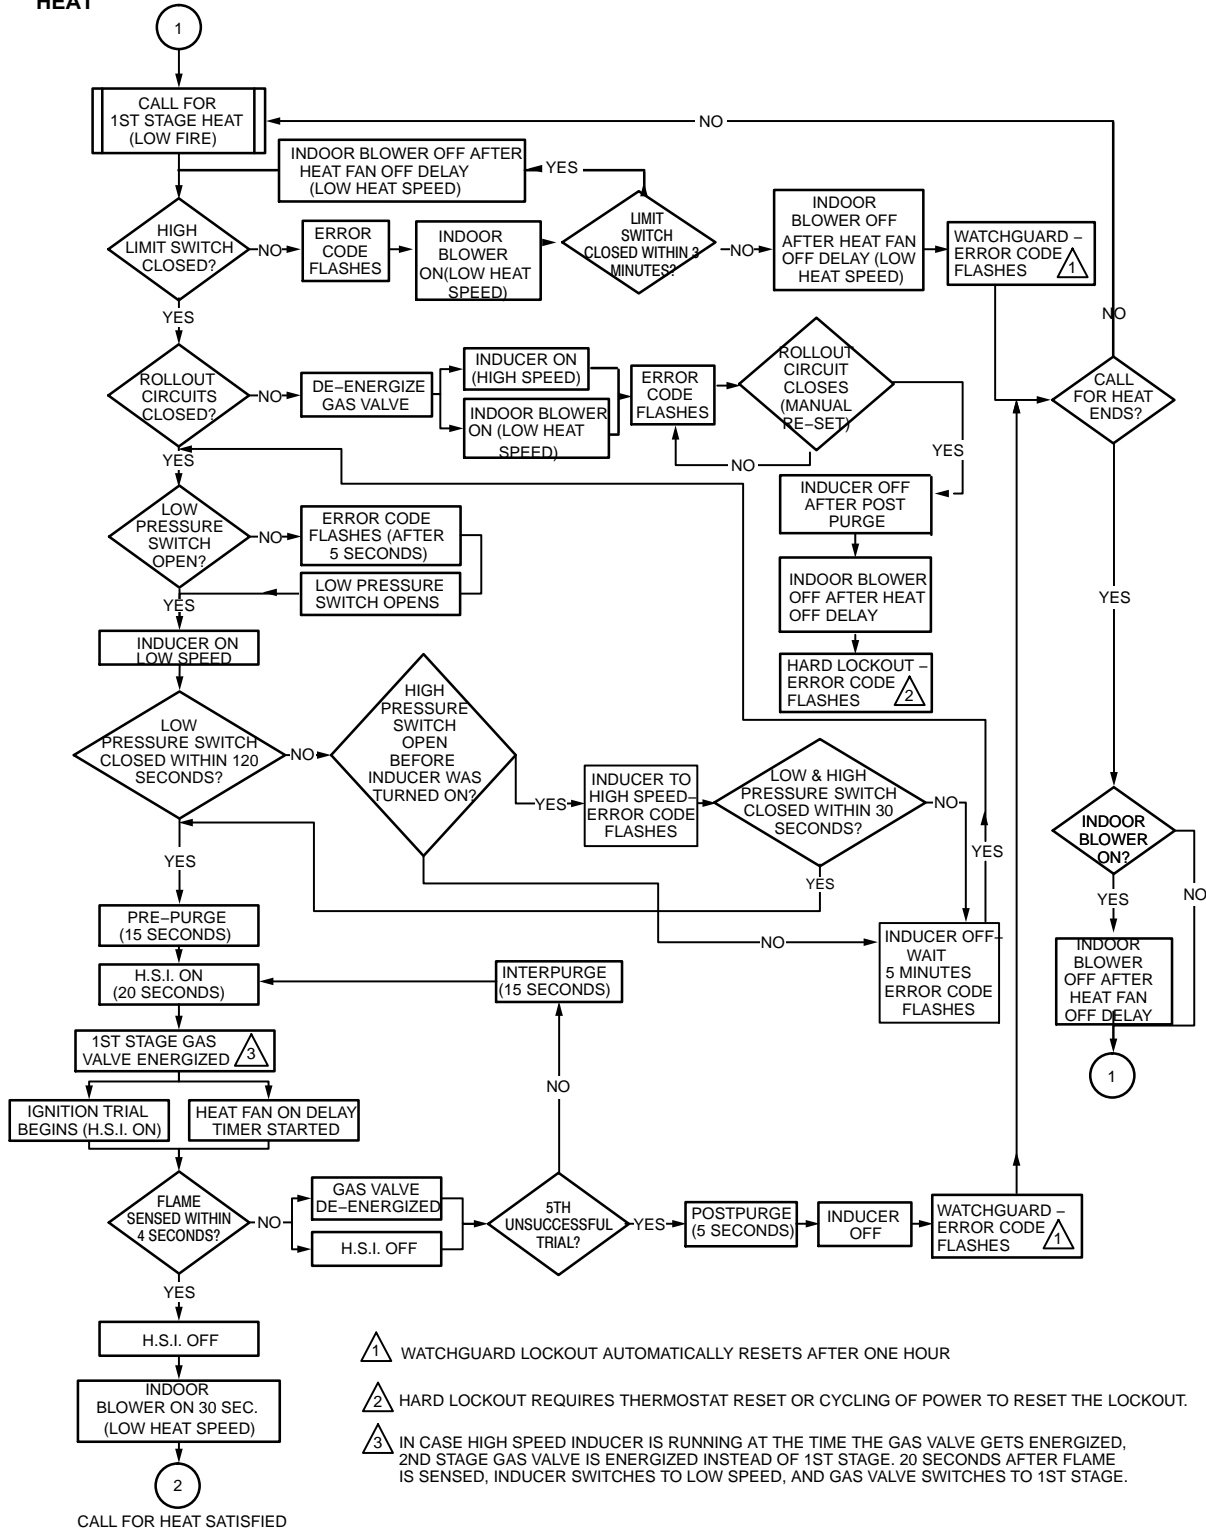 HEAT
1
CALL FOR
1ST STAGE HEAT
(LOW FIRE)
NO
INDOOR BLOWER OFF AFTER
HEAT FAN OFF DELAY
(LOW HEAT SPEED)
YES
HIGH
LIMIT SWITCH
CLOSED?
NO
ERROR
CODE
FLASHES
INDOOR
BLOWER
ON(LOW HEAT
SPEED)
LIMIT
SWITCH
CLOSED WITHIN 3
MINUTES?
NO
INDOOR
BLOWER OFF
AFTER HEAT FAN
OFF DELAY (LOW
HEAT SPEED)
WATCHGUARD –
ERROR CODE
FLASHES
1
NO
YES
ROLLOUT
CIRCUITS
CLOSED?
NO
DE–ENERGIZE
GAS VALVE
INDUCER ON
(HIGH SPEED)
INDOOR BLOWER
ON (LOW HEAT
SPEED)
ERROR
CODE
FLASHES
ROLLOUT
CIRCUIT
CLOSES
(MANUAL
RE–SET)
NO
YES
CALL
FOR HEAT
ENDS?
YES
YES
LOW
PRESSURE
SWITCH
OPEN?
NO
ERROR CODE
FLASHES (AFTER
5 SECONDS)
LOW PRESSURE
SWITCH OPENS
INDUCER OFF
AFTER POST
PURGE
INDOOR BLOWER
OFF AFTER HEAT
OFF DELAY
HARD LOCKOUT –
ERROR CODE
FLASHES
2
YES
INDUCER ON
LOW SPEED
LOW
PRESSURE SWITCH
CLOSED WITHIN 120
SECONDS?
NO
HIGH
PRESSURE
SWITCH
OPEN
BEFORE
INDUCER WAS
TURNED ON?
YES
INDUCER TO
HIGH SPEED–
ERROR CODE
FLASHES
LOW & HIGH
PRESSURE SWITCH
CLOSED WITHIN 30
SECONDS?
NO
YES
YES
INDOOR
BLOWER
ON?
YES
NO
YES
NO
PRE–PURGE
(15 SECONDS)
INDUCER OFF–
WAIT
5 MINUTES
ERROR CODE
FLASHES
INDOOR
BLOWER
OFF AFTER
HEAT FAN
OFF DELAY
1
H.S.I. ON
(20 SECONDS)
INTERPURGE
(15 SECONDS)
1ST STAGE GAS
VALVE ENERGIZED
3
NO
IGNITION TRIAL
BEGINS (H.S.I. ON)
HEAT FAN ON DELAY
TIMER STARTED
FLAME
SENSED WITHIN
4 SECONDS?
NO
GAS VALVE
DE–ENERGIZED
H.S.I. OFF
5TH
UNSUCCESSFUL
TRIAL?
YES
POSTPURGE
(5 SECONDS)
INDUCER
OFF
WATCHGUARD –
ERROR CODE
FLASHES
1
YES
H.S.I. OFF
INDOOR
BLOWER ON 30 SEC.
(LOW HEAT SPEED)
2
CALL FOR HEAT SATISFIED
1 WATCHGUARD LOCKOUT AUTOMATICALLY RESETS AFTER ONE HOUR
2 HARD LOCKOUT REQUIRES THERMOSTAT RESET OR CYCLING OF POWER TO RESET THE LOCKOUT.
3 IN CASE HIGH SPEED INDUCER IS RUNNING AT THE TIME THE GAS VALVE GETS ENERGIZED,
2ND STAGE GAS VALVE IS ENERGIZED INSTEAD OF 1ST STAGE. 20 SECONDS AFTER FLAME
IS SENSED, INDUCER SWITCHES TO LOW SPEED, AND GAS VALVE SWITCHES TO 1ST STAGE.